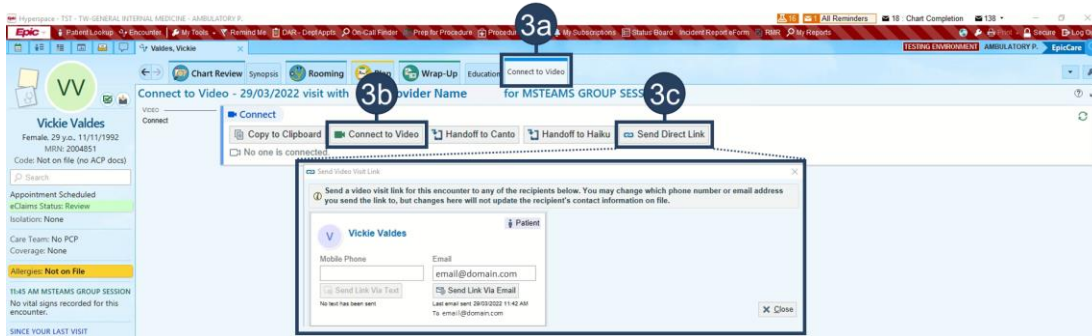 Hyperspace - TST - TW-GENERAL INTERNAL MEDICINE - AMBULATORY P.
16 1 All Reminders 18 : Chart Completion 138
3a
Epic Patient Lookup My Tools Remind Me DAR - Dept Appts On-Call Finder Prep for Procedure My Subscriptions Status Board Incident Report eForm RMR My Reports Print Secure
Valdes, Vickie
TESTING ENVIRONMENT AMBULATORY P. EpicCare
Chart Review Synopsis Rooming Wrap-Up Education Connect to Video
3b
3c
Connect to Video - 29/03/2022 visit with Provider Name for MSTEAMS GROUP
VV
VIDEO
Connect
Connect
Copy to Clipboard Connect to Video Handoff to Canto Handoff to Haiku Send Direct Link
No one is connected.
Vickie Valdes
Female, 29 y.o., 11/11/1992
MRN: 2004851
Code: Not on file (no ACP docs)
Search
Appointment Scheduled
eClaims Status: Review
Isolation: None
Care Team: No PCP
Coverage: None
Allergies: Not on File
11:45 AM MSTEAMS GROUP SESSION
No vital signs recorded for this
encounter.
SINCE YOUR LAST VISIT
Send Video Visit Link
Send a video visit link for this encounter to any of the recipients below. You may change which phone number or email address
you send the link to, but changes here will not update the recipient's contact information on file.
Patient
V Vickie Valdes
Mobile Phone Email
email@domain.com
Send Link Via Text Send Link Via Email
No text has been sent Last email sent 29/03/2022 11:42 AM
To: email@domain.com
Close